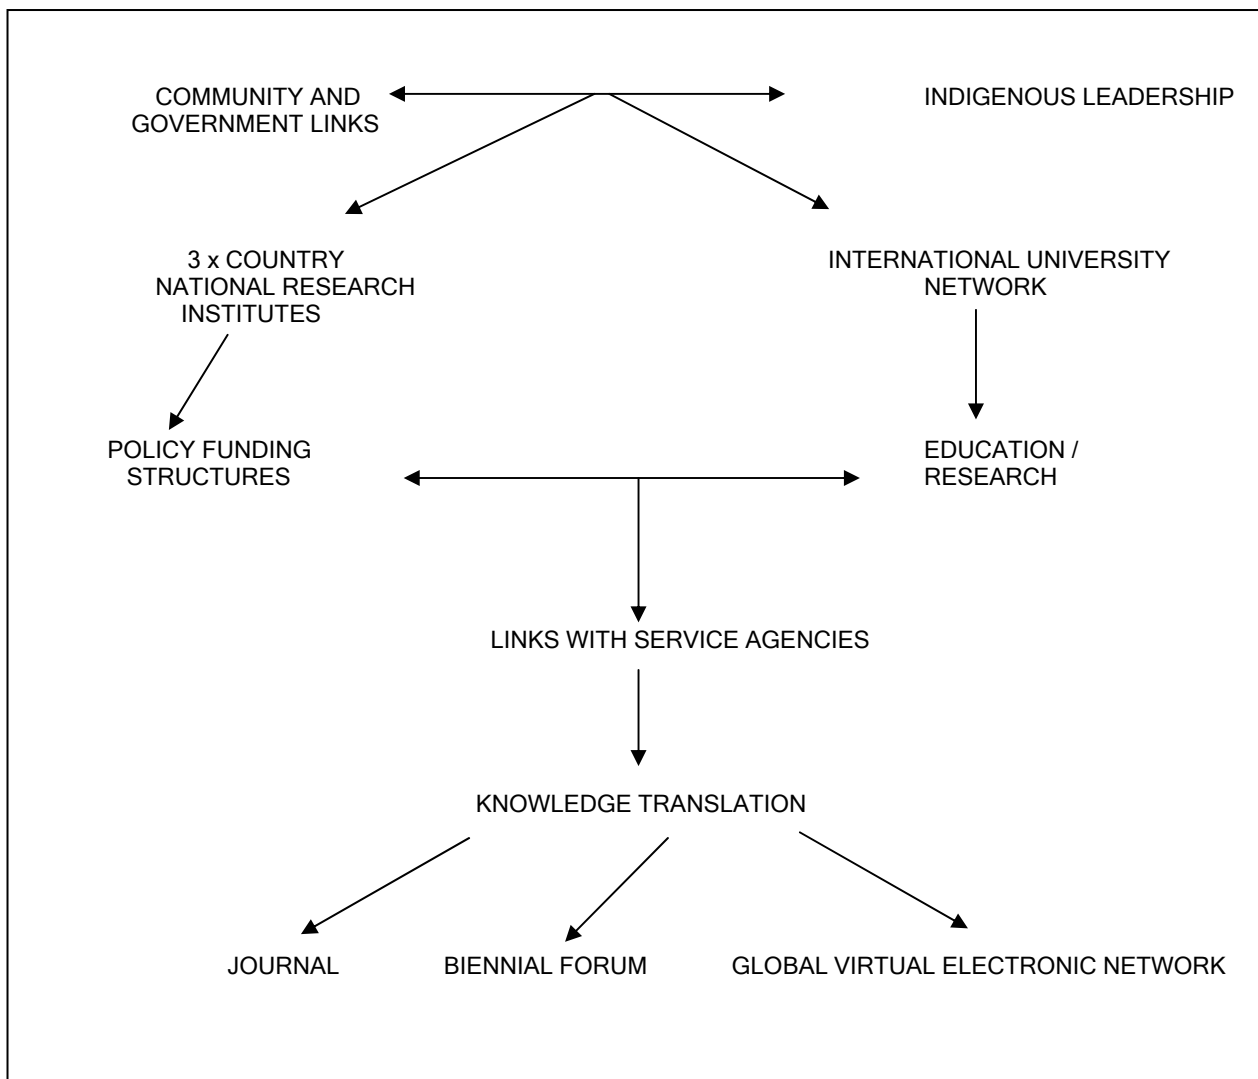 COMMUNITY AND
GOVERNMENT LINKS
INDIGENOUS LEADERSHIP
3 x COUNTRY
NATIONAL RESEARCH
INSTITUTES
INTERNATIONAL UNIVERSITY
NETWORK
POLICY FUNDING
STRUCTURES
EDUCATION /
RESEARCH
LINKS WITH SERVICE AGENCIES
KNOWLEDGE TRANSLATION
JOURNAL
BIENNIAL FORUM
GLOBAL VIRTUAL ELECTRONIC NETWORK